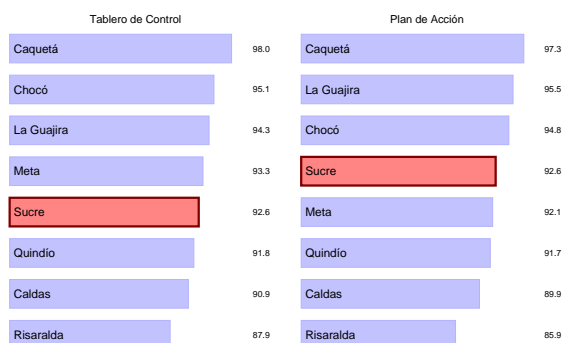 Tablero de Control
Caquetá 98.0
Chocó 95.1
La Guajira 94.3
Meta 93.3
Sucre 92.6
Quindío 91.8
Caldas 90.9
Risaralda 87.9
Plan de Acción
Caquetá 97.3
La Guajira 95.5
Chocó 94.8
Sucre 92.6
Meta 92.1
Quindío 91.7
Caldas 89.9
Risaralda 85.9